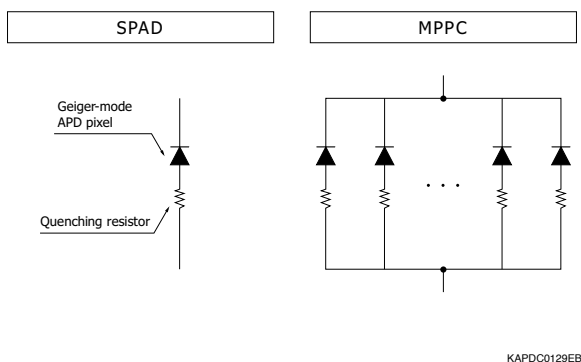 SPAD
MPPC
Geiger-mode
APD pixel
Quenching resistor
. . .
KAPDC0129EB